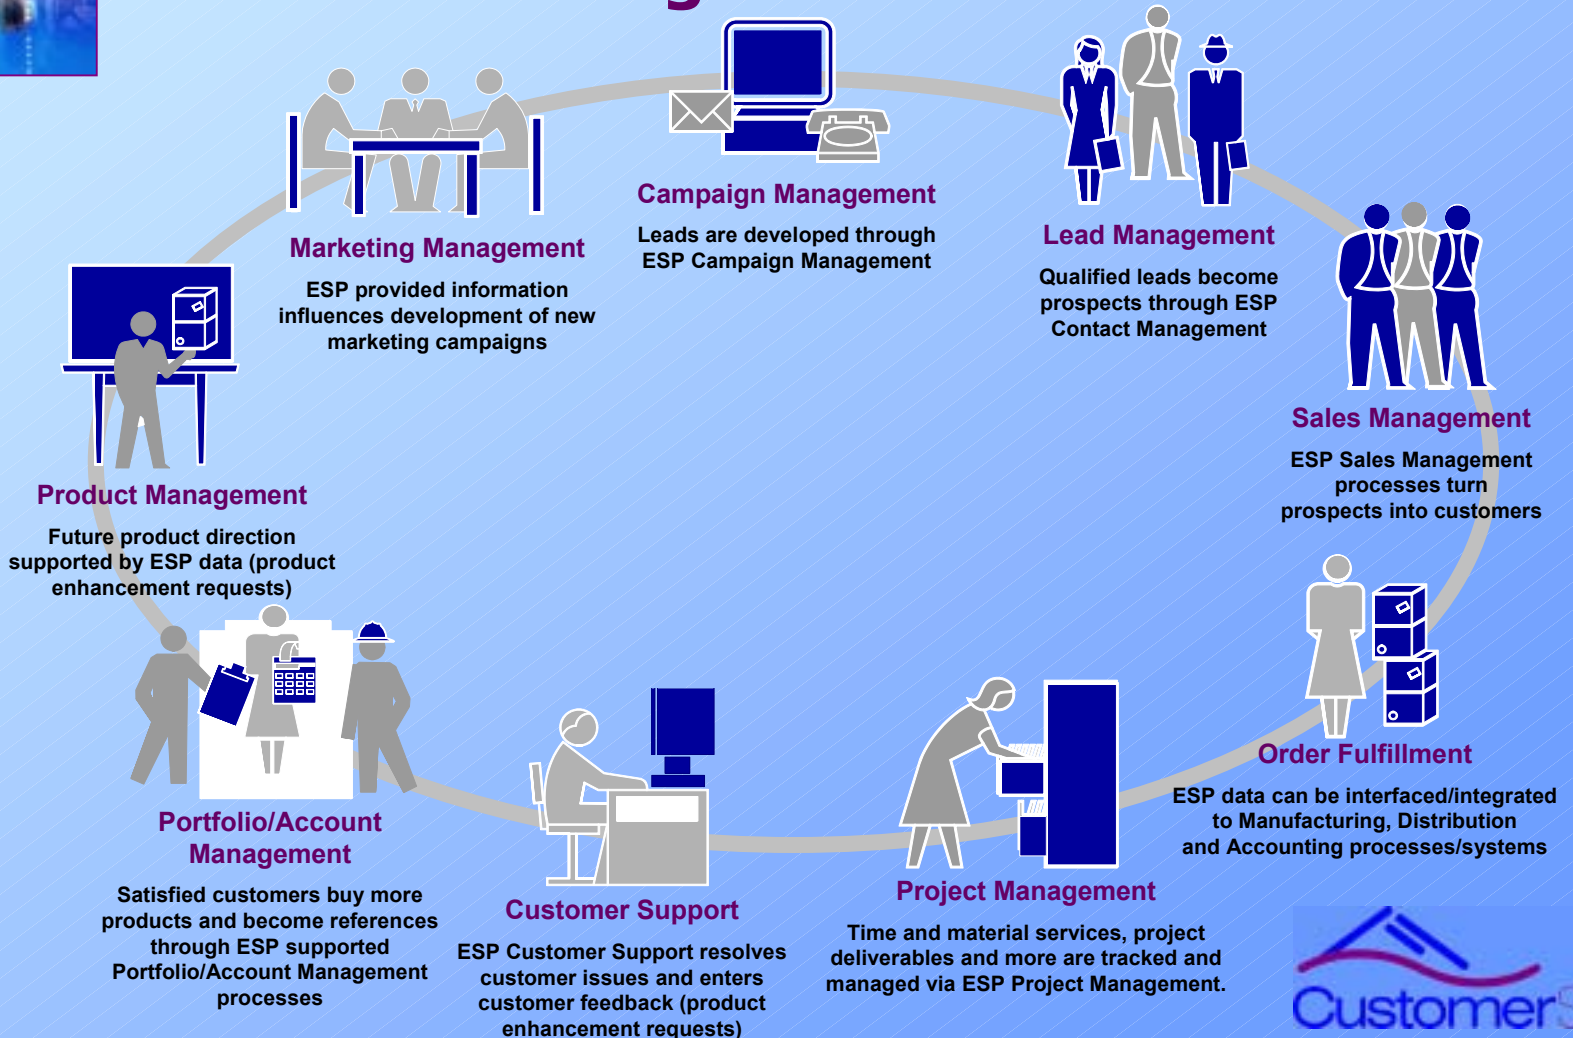 Campaign Management
Leads are developed through
ESP Campaign Management
Lead Management
Qualified leads become
prospects through ESP
Contact Management
Marketing Management
ESP provided information
influences development of new
marketing campaigns
Sales Management
ESP Sales Management
processes turn
prospects into customers
Product Management
Future product direction
supported by ESP data (product
enhancement requests)
Order Fulfillment
ESP data can be interfaced/integrated
to Manufacturing, Distribution
and Accounting processes/systems
Portfolio/Account
Management
Satisfied customers buy more
products and become references
through ESP supported
Portfolio/Account Management
processes
Customer Support
ESP Customer Support resolves
customer issues and enters
customer feedback (product
enhancement requests)
Project Management
Time and material services, project
deliverables and more are tracked and
managed via ESP Project Management.
CustomerS